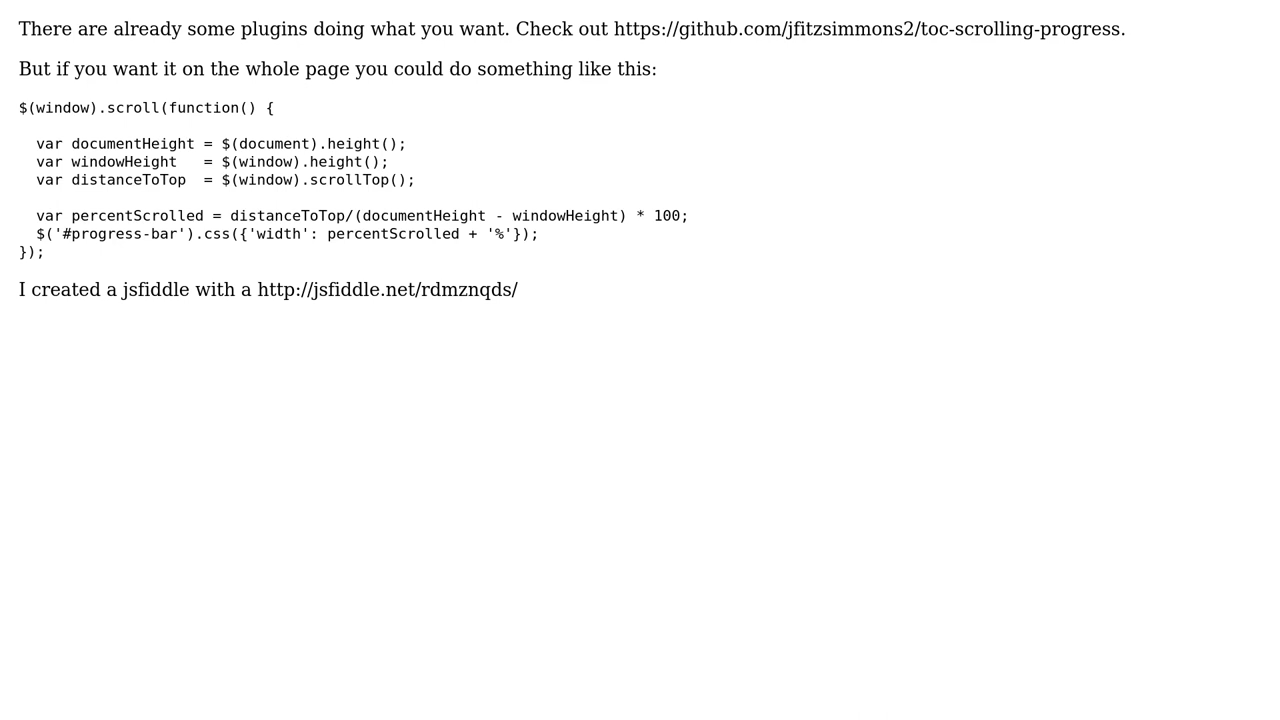 There are already some plugins doing what you want. Check out https://github.com/jfitzsimmons2/toc-scrolling-progress.
But if you want it on the whole page you could do something like this:
$(window).scroll(function() {
  var documentHeight = $(document).height();
  var windowHeight   = $(window).height();
  var distanceToTop  = $(window).scrollTop();
  var percentScrolled = distanceToTop/(documentHeight - windowHeight) * 100;
  $('#progress-bar').css({'width': percentScrolled + '%'});
});
I created a jsfiddle with a http://jsfiddle.net/rdmznqds/